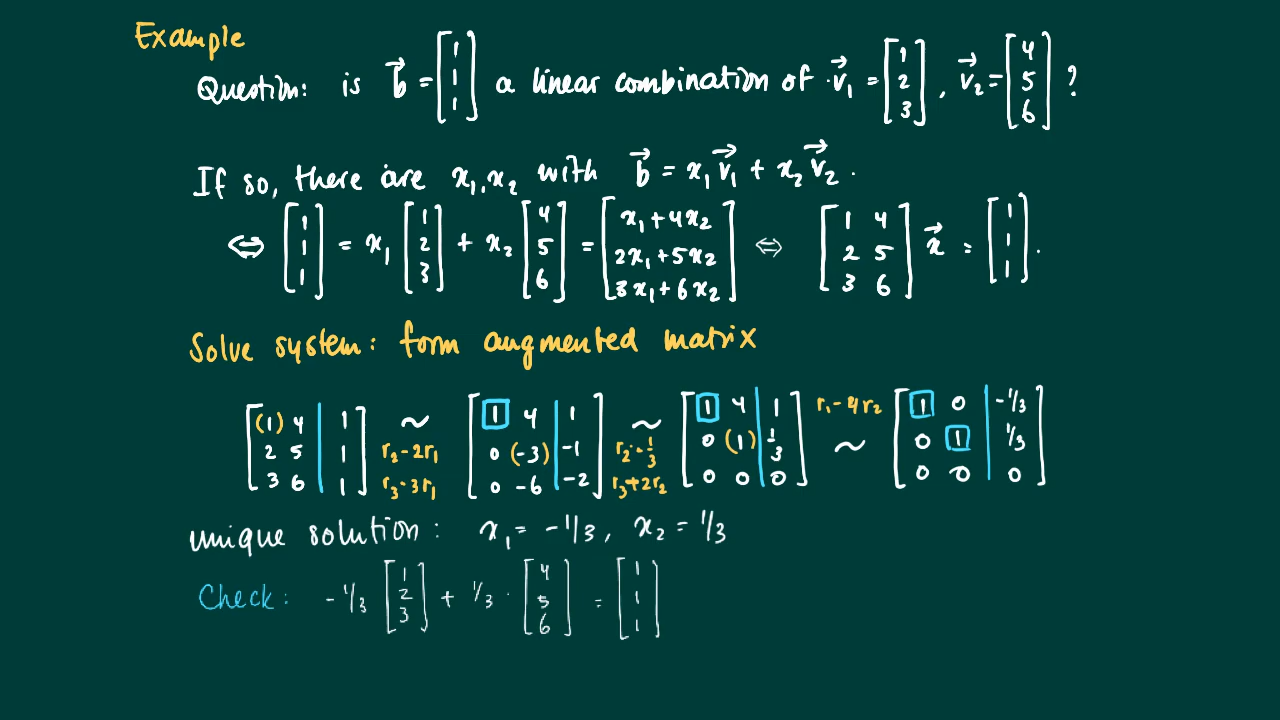 Example
Question: is b⃗ = [1 1 1] a linear combination of v⃗₁ = [1 2 3], v⃗₂ = [4 5 6] ?
If so, there are x₁, x₂ with b⃗ = x₁v⃗₁ + x₂v⃗₂.
⇔ [1 1 1] = x₁ [1 2 3] + x₂ [4 5 6] = [x₁+4x₂ 2x₁+5x₂ 3x₁+6x₂] ⇔ [1 4 2 5 3 6] x⃗ = [1 1 1].
Solve system: form augmented matrix
[(1) 4 | 1 2 5 | 1 3 6 | 1] ~ r₂-2r₁ r₃-3r₁ [1 4 | 1 0 (-3) | -1 0 -6 | -2] ~ r₂·-1/3 r₃+2r₂ [1 4 | 1 0 (1) | 1/3 0 0 | 0] r₁-4r₂ ~ [1 0 | -1/3 0 1 | 1/3 0 0 | 0]
unique solution: x₁ = -1/3, x₂ = 1/3
Check: -1/3 [1 2 3] + 1/3 · [4 5 6] = [1 1 1]